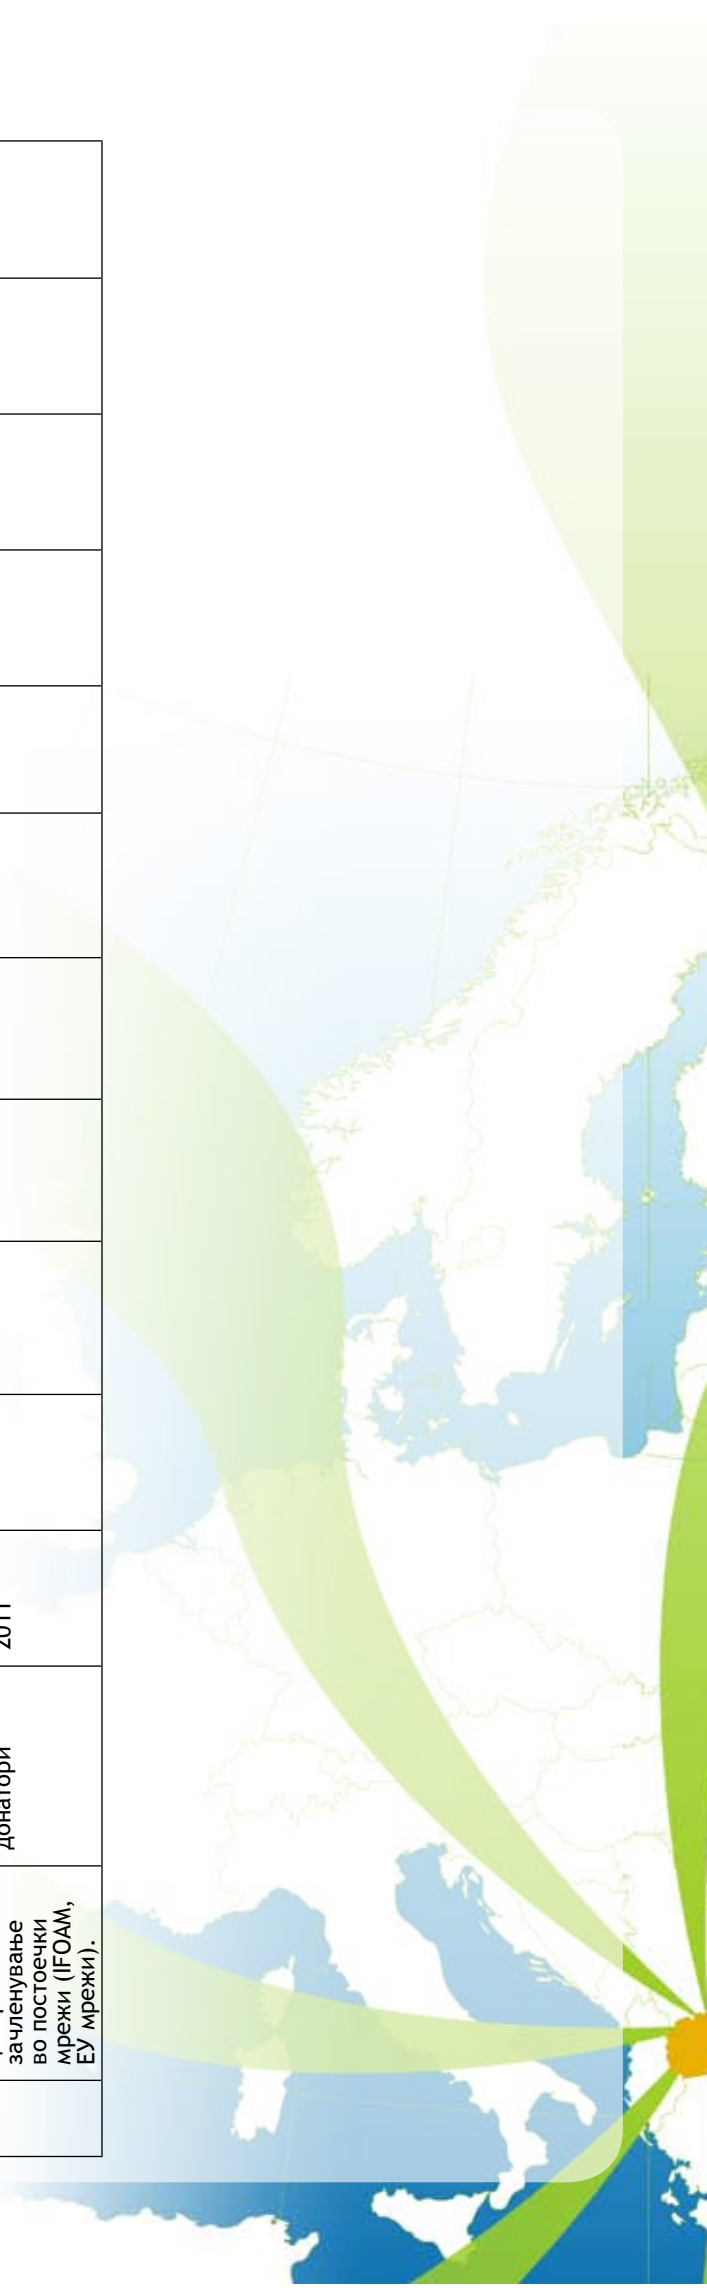 зачленување
во постоечки
мрежи (IFOAM,
ЕУ мрежи).
донатори
2011